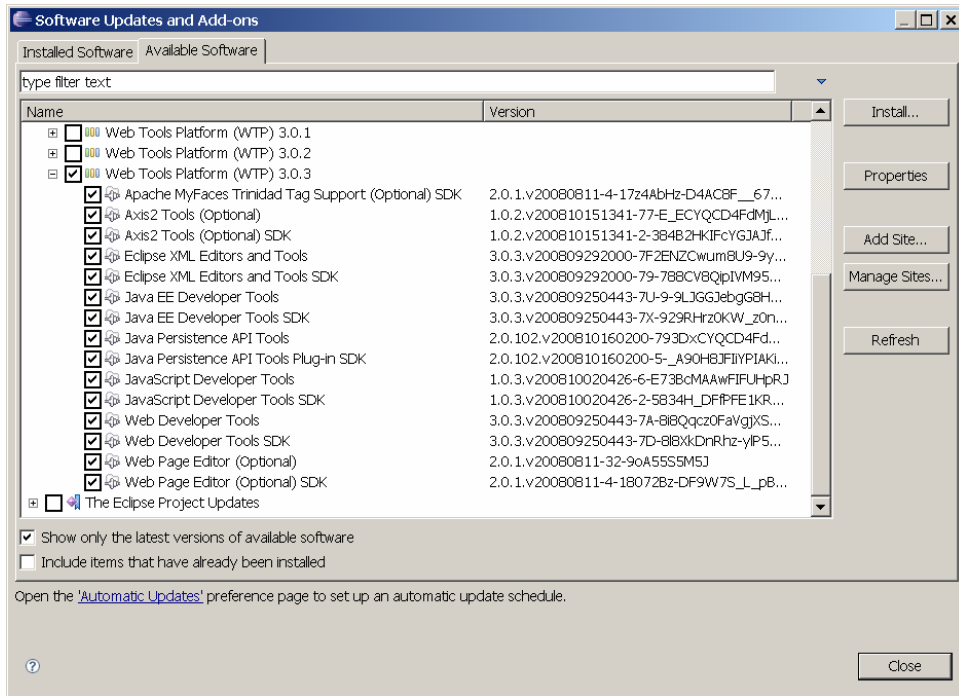 Software Updates and Add-ons
Installed Software Available Software
type filter text
Name Version
Install...
Web Tools Platform (WTP) 3.0.1
Web Tools Platform (WTP) 3.0.2
Web Tools Platform (WTP) 3.0.3
Properties
Apache MyFaces Trinidad Tag Support (Optional) SDK 2.0.1.v20080811-4-17z4AbHz-D4AC8F__67...
Axis2 Tools (Optional) 1.0.2.v200810151341-77-E_ECYQCD4FdMjL...
Axis2 Tools (Optional) SDK 1.0.2.v200810151341-2-384B2HKIFcYGJAJf...
Add Site...
Eclipse XML Editors and Tools 3.0.3.v200809292000-7F2ENZCwum8U9-9y...
Eclipse XML Editors and Tools SDK 3.0.3.v200809292000-79-788CV8QipIVM95...
Manage Sites...
Java EE Developer Tools 3.0.3.v200809250443-7U-9-9LJGGJebgG8H...
Java EE Developer Tools SDK 3.0.3.v200809250443-7X-929RHrz0KW_z0n...
Java Persistence API Tools 2.0.102.v200810160200-793DxCYQCD4Fd...
Refresh
Java Persistence API Tools Plug-in SDK 2.0.102.v200810160200-5-_A90H8JFIiYPIAKi...
JavaScript Developer Tools 1.0.3.v200810020426-6-E73BcMAAwFIFUHpRJ
JavaScript Developer Tools SDK 1.0.3.v200810020426-2-5834H_DFfPFE1KR...
Web Developer Tools 3.0.3.v200809250443-7A-8i8Qqcz0FaVgjXS...
Web Developer Tools SDK 3.0.3.v200809250443-7D-8l8XkDnRhz-ylP5...
Web Page Editor (Optional) 2.0.1.v20080811-32-9oA55S5M5J
Web Page Editor (Optional) SDK 2.0.1.v20080811-4-18072Bz-DF9W7S_L_pB...
The Eclipse Project Updates
Show only the latest versions of available software
Include items that have already been installed
Open the 'Automatic Updates' preference page to set up an automatic update schedule.
Close